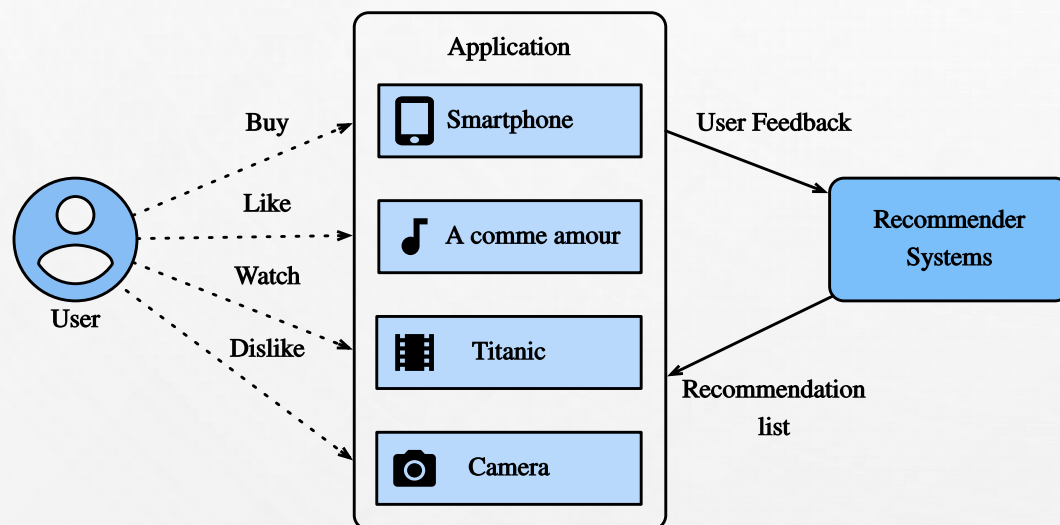 Application
Buy
Smartphone
User Feedback
Like
A comme amour
Recommender
Systems
Watch
User
Dislike
Titanic
Recommendation
list
Camera